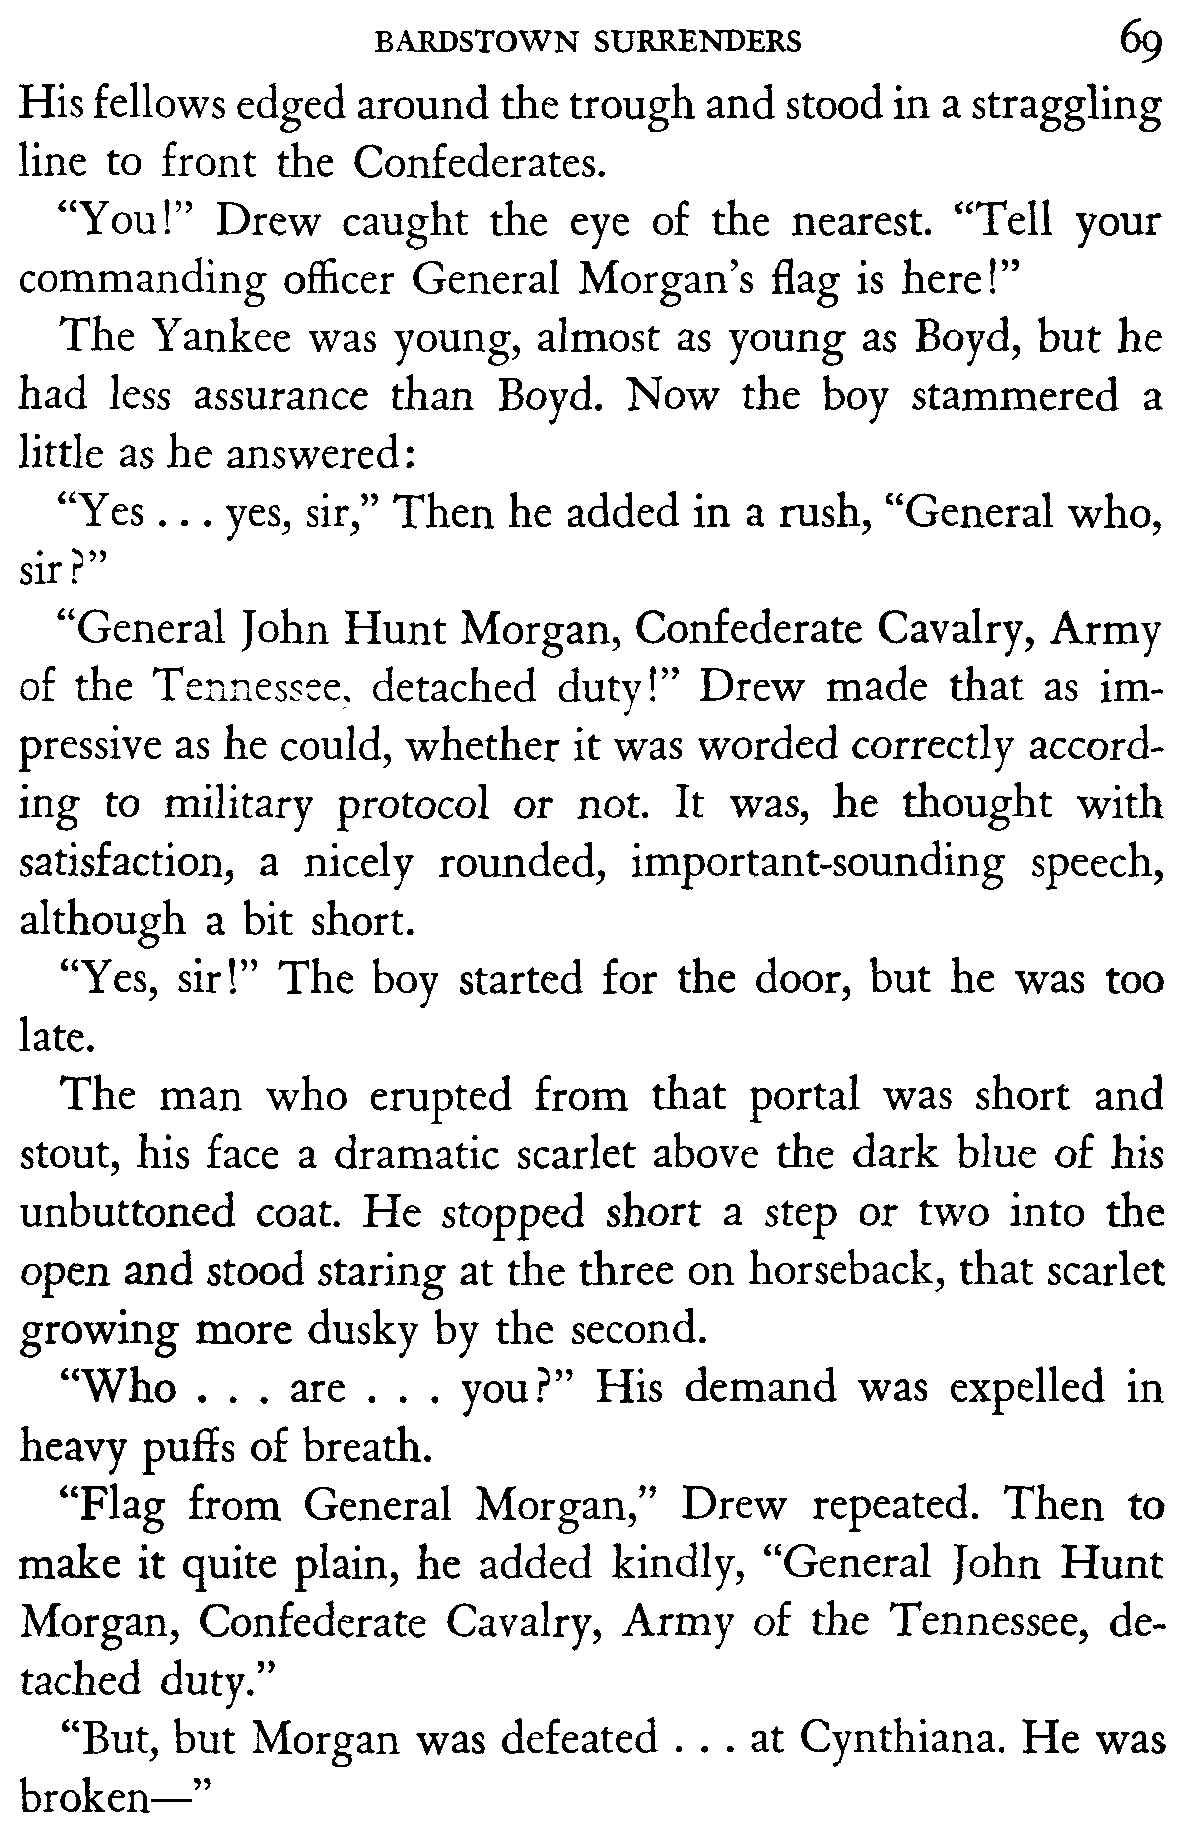 BARDSTOWN SURRENDERS 69
His fellows edged around the trough and stood in a straggling
line to front the Confederates.
“You!” Drew caught the eye of the nearest. “Tell your
commanding officer General Morgan’s flag is here!”
The Yankee was young, almost as young as Boyd, but he
had less assurance than Boyd. Now the boy stammered a
little as he answered:
“Yes . . . yes, sir,” Then he added in a rush, “General who,
sir?”
“General John Hunt Morgan, Confederate Cavalry, Army
of the Tennessee, detached duty!” Drew made that as im-
pressive as he could, whether it was worded correctly accord-
ing to military protocol or not. It was, he thought with
satisfaction, a nicely rounded, important-sounding speech,
although a bit short.
“Yes, sir!” The boy started for the door, but he was too
late.
The man who erupted from that portal was short and
stout, his face a dramatic scarlet above the dark blue of his
unbuttoned coat. He stopped short a step or two into the
open and stood staring at the three on horseback, that scarlet
growing more dusky by the second.
“Who . . . are . . . you?” His demand was expelled in
heavy puffs of breath.
“Flag from General Morgan,” Drew repeated. Then to
make it quite plain, he added kindly, “General John Hunt
Morgan, Confederate Cavalry, Army of the Tennessee, de-
tached duty.”
“But, but Morgan was defeated . . . at Cynthiana. He was
broken—”